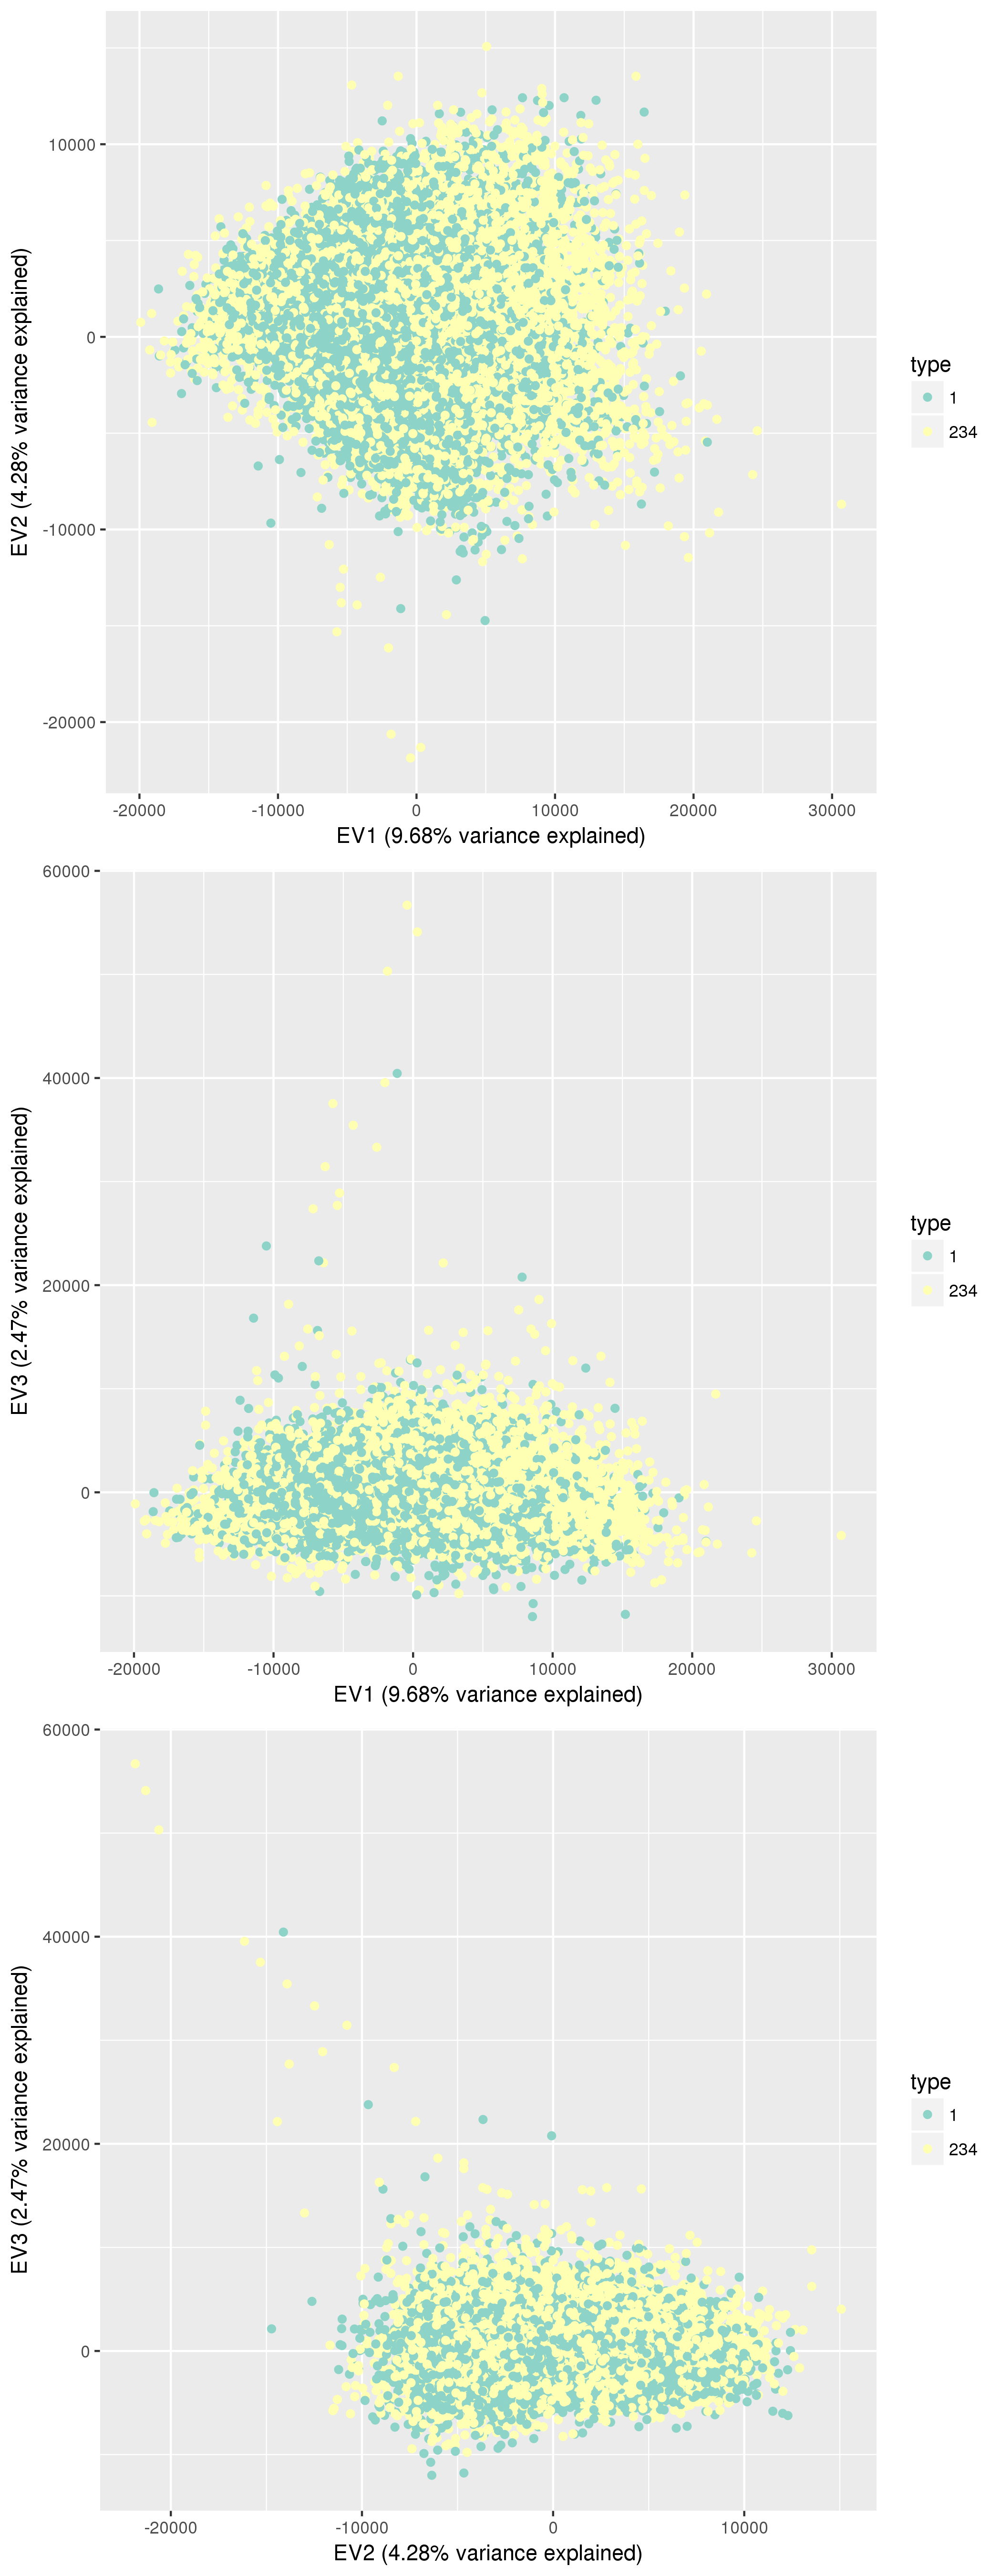 10000
0
-10000
-20000
EV2 (4.28% variance explained)
-20000 -10000 0 10000 20000 30000
EV1 (9.68% variance explained)
type
1
234
60000
40000
20000
0
EV3 (2.47% variance explained)
-20000 -10000 0 10000 20000 30000
EV1 (9.68% variance explained)
type
1
234
60000
40000
20000
0
EV3 (2.47% variance explained)
-20000 -10000 0 10000
EV2 (4.28% variance explained)
type
1
234